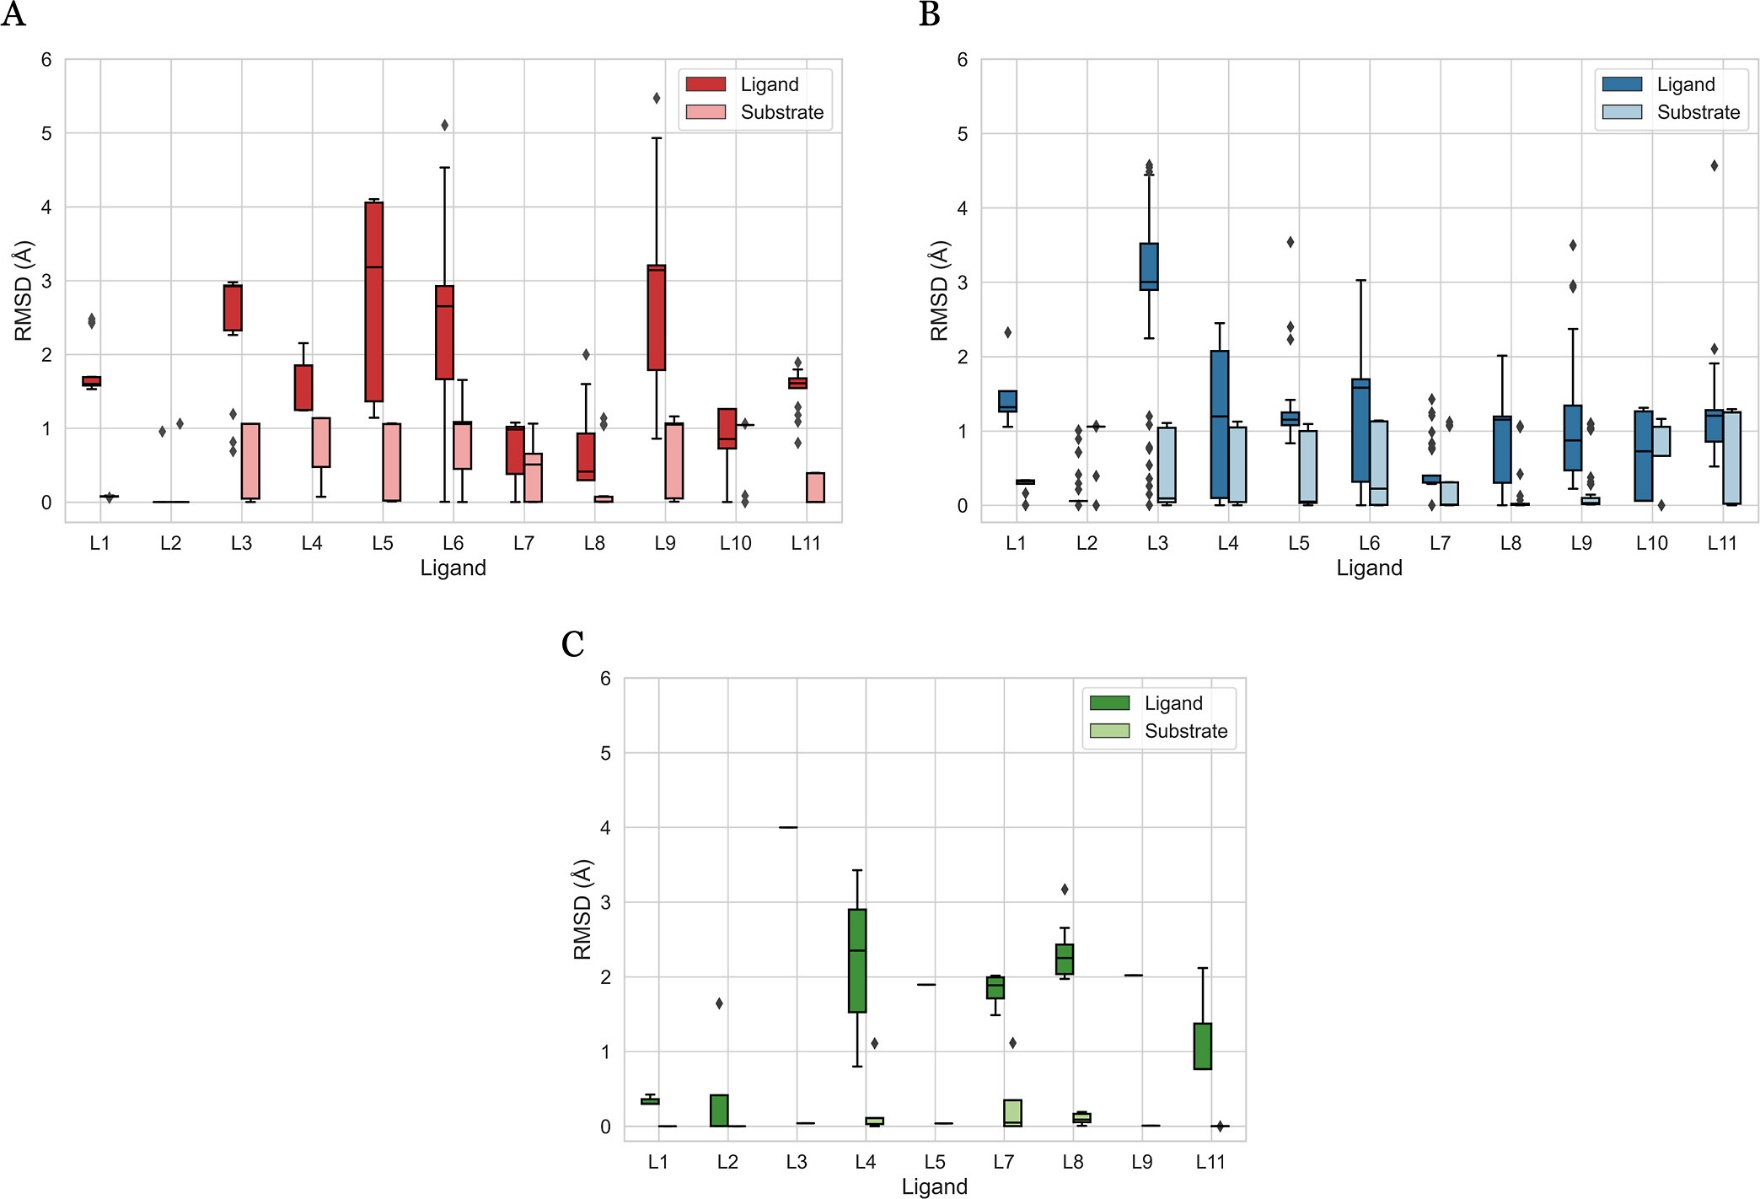 A
RMSD (Å)
6
5
4
3
2
1
0
Ligand
Substrate
L1 L2 L3 L4 L5 L6 L7 L8 L9 L10 L11
Ligand
B
RMSD (Å)
6
5
4
3
2
1
0
Ligand
Substrate
L1 L2 L3 L4 L5 L6 L7 L8 L9 L10 L11
Ligand
C
RMSD (Å)
6
5
4
3
2
1
0
Ligand
Substrate
L1 L2 L3 L4 L5 L7 L8 L9 L11
Ligand